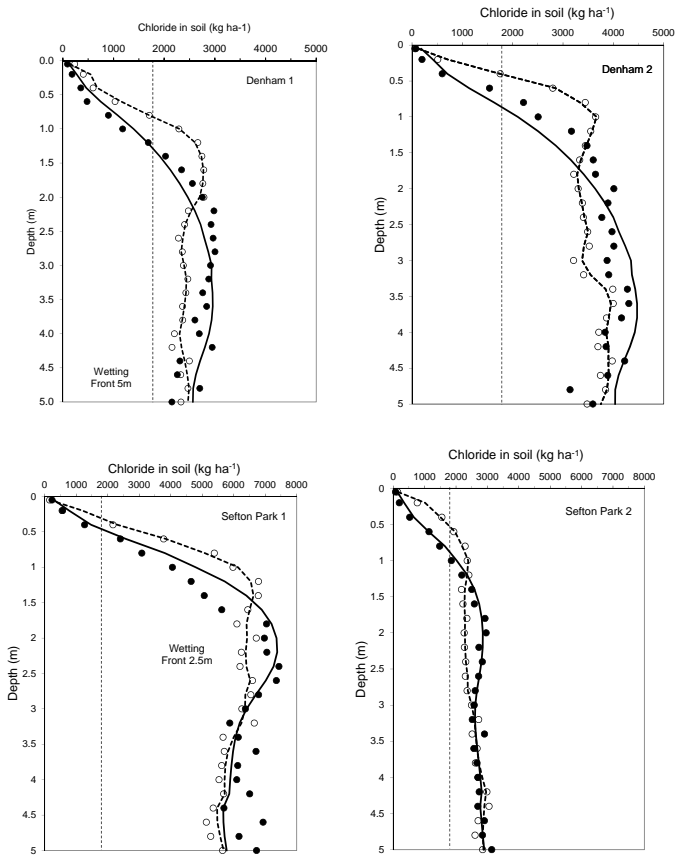 Chloride in soil (kg ha-1)
0 1000 2000 3000 4000 5000
Denham 1
Depth (m)
0.0
0.5
1.0
1.5
2.0
2.5
3.0
3.5
4.0
4.5
5.0
Wetting
Front 5m
Chloride in soil (kg ha-1)
0 1000 2000 3000 4000 5000
Denham 2
Depth (m)
0
0.5
1
1.5
2
2.5
3
3.5
4
4.5
5
Chloride in soil (kg ha-1)
0 1000 2000 3000 4000 5000 6000 7000 8000
Sefton Park 1
Depth (m)
0
0.5
1
1.5
2
2.5
3
3.5
4
4.5
5
Wetting
Front 2.5m
Chloride in soil (kg ha-1)
0 1000 2000 3000 4000 5000 6000 7000 8000
Sefton Park 2
Depth (m)
0
0.5
1
1.5
2
2.5
3
3.5
4
4.5
5